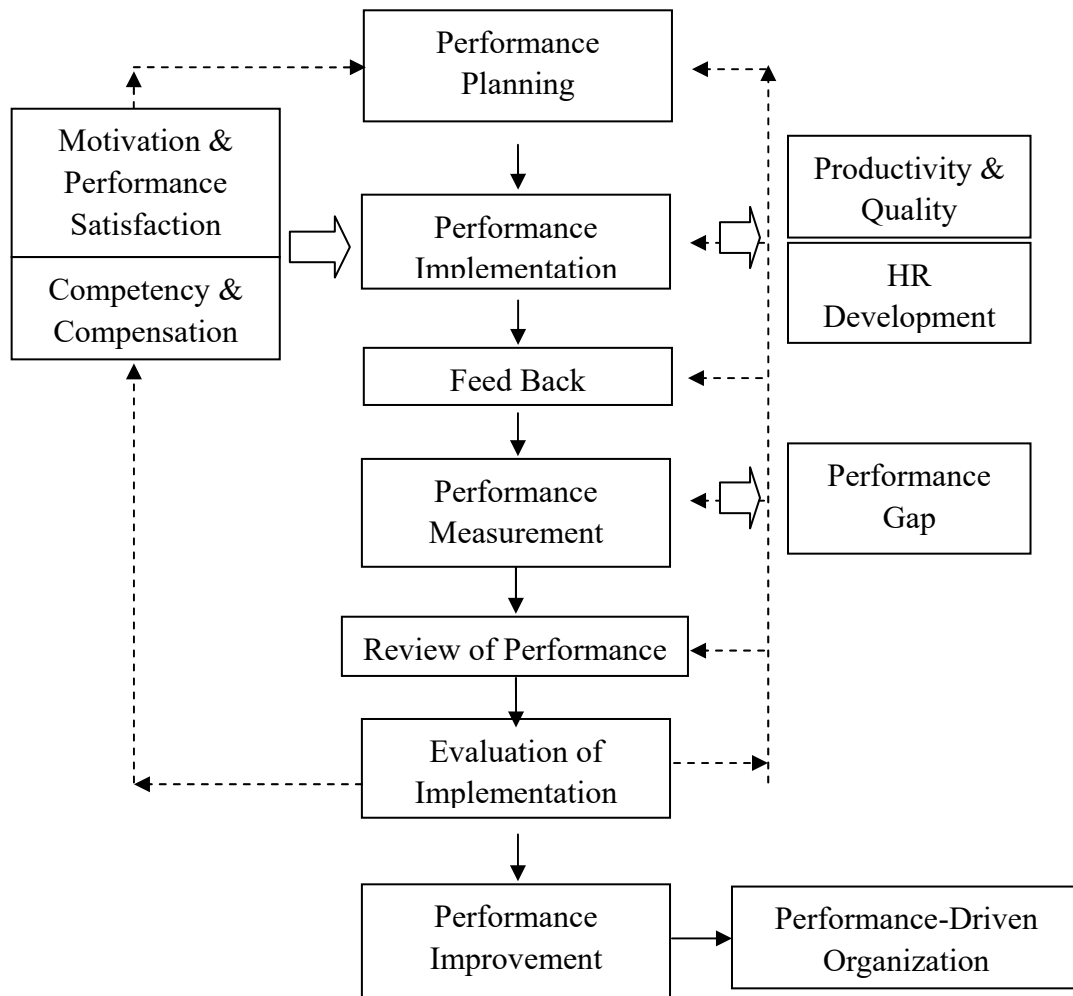 Performance
Planning
Motivation &
Performance
Satisfaction
Competency &
Compensation
Performance
Implementation
Productivity &
Quality
HR
Development
Feed Back
Performance
Measurement
Performance
Gap
Review of Performance
Evaluation of
Implementation
Performance
Improvement
Performance-Driven
Organization